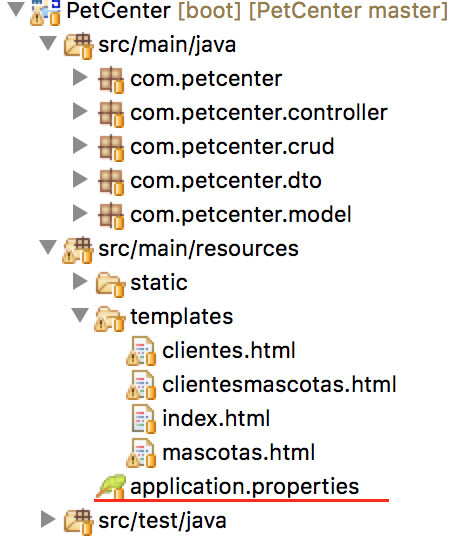 PetCenter [boot] [PetCenter master]
src/main/java
com.petcenter
com.petcenter.controller
com.petcenter.crud
com.petcenter.dto
com.petcenter.model
src/main/resources
static
templates
clientes.html
clientesmascotas.html
index.html
mascotas.html
application.properties
src/test/java